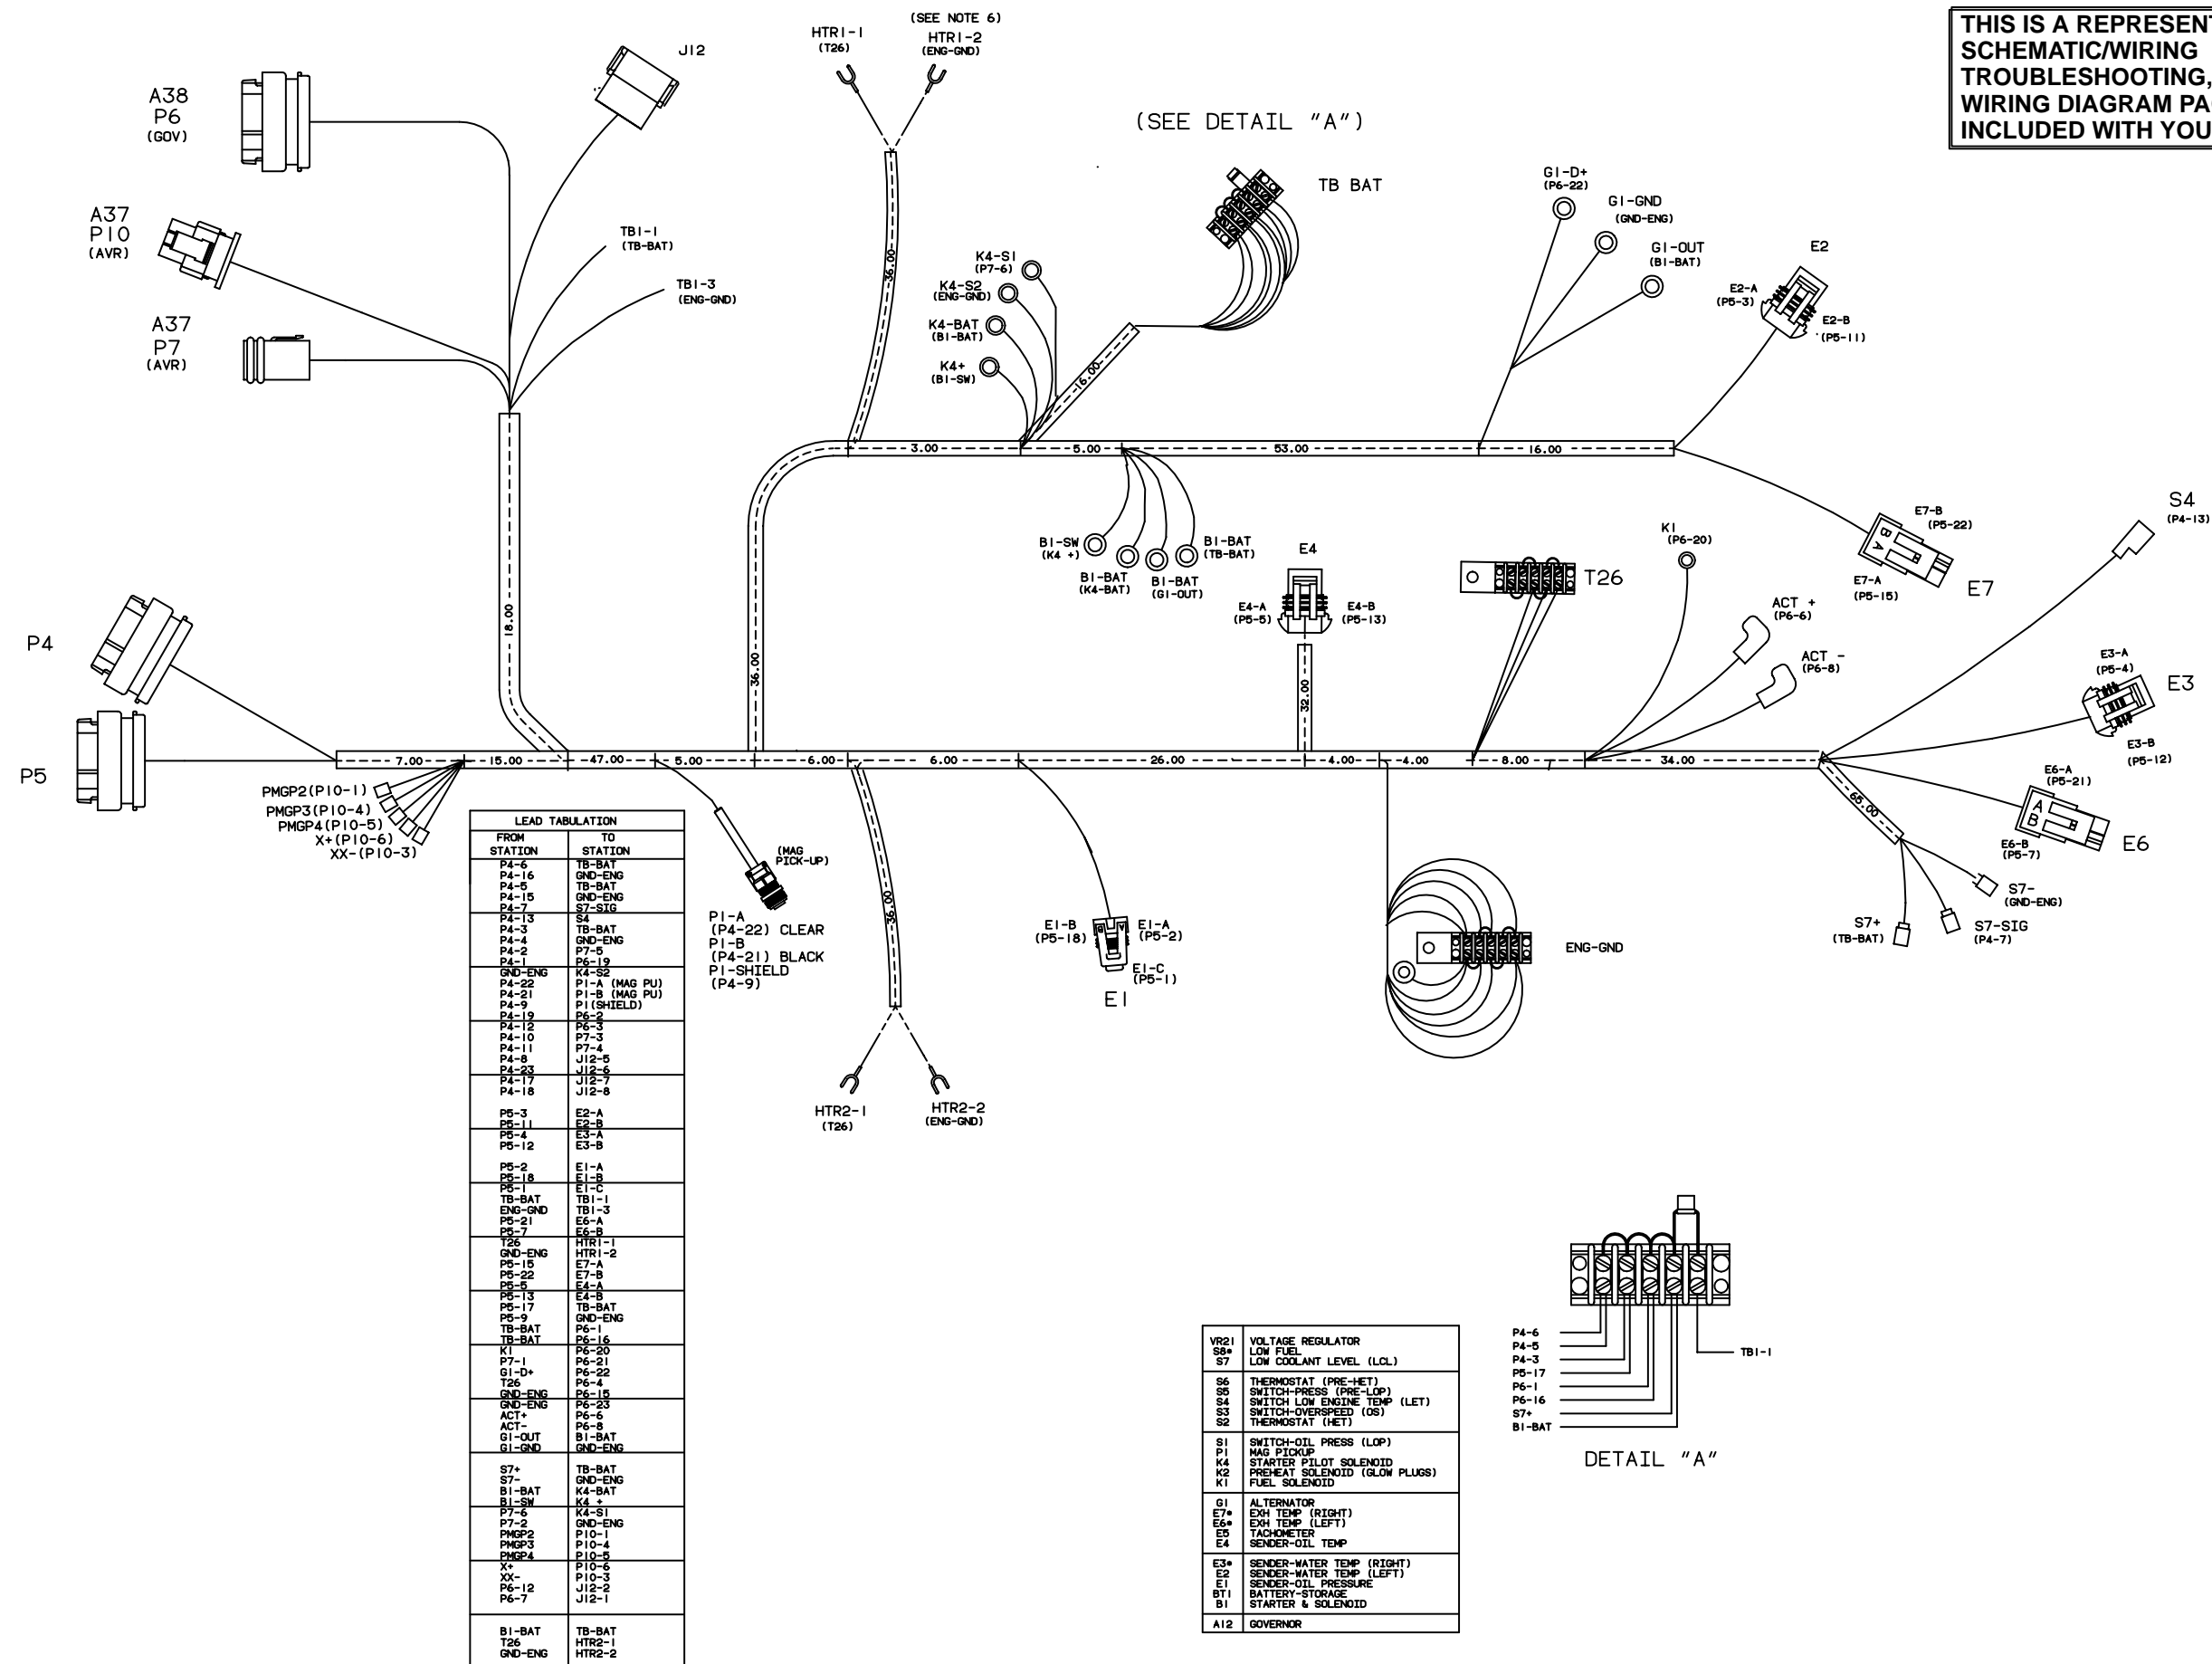 THIS IS A REPRESENT
SCHEMATIC/WIRING
TROUBLESHOOTING,
WIRING DIAGRAM PA
INCLUDED WITH YOU
A38
P6
(GOV)
J12
HTR1-1
(T26)
(SEE NOTE 6)
HTR1-2
(ENG-GND)
(SEE DETAIL "A")
TB BAT
A37
P10
(AVR)
TB1-1
(TB-BAT)
TB1-3
(ENG-GND)
A37
P7
(AVR)
36.00
K4-S1
(P7-6)
K4-S2
(ENG-GND)
K4-BAT
(B1-BAT)
K4+
(B1-SW)
16.00
G1-D+
(P6-22)
G1-GND
(GND-ENG)
G1-OUT
(B1-BAT)
E2
E2-A
(P5-3)
E2-B
(P5-11)
3.00
5.00
53.00
16.00
B1-SW
(K4 +)
B1-BAT
(K4-BAT)
B1-BAT
(G1-OUT)
B1-BAT
(TB-BAT)
E4
E4-A
(P5-5)
E4-B
(P5-13)
T26
K1
(P6-20)
E7-B
(P5-22)
B
A
E7-A
(P5-15)
E7
S4
(P4-13)
ACT +
(P6-6)
ACT -
(P6-8)
E3-A
(P5-4)
E3
E3-B
(P5-12)
18.00
36.00
32.00
P4
P5
7.00
15.00
47.00
5.00
6.00
6.00
26.00
4.00
4.00
8.00
34.00
65.00
PMGP2(P10-1)
PMGP3(P10-4)
PMGP4(P10-5)
X+(P10-6)
XX-(P10-3)
(MAG
PICK-UP)
P1-A
(P4-22) CLEAR
P1-B
(P4-21) BLACK
P1-SHIELD
(P4-9)
36.00
E1-B
(P5-18)
B
A
E1-A
(P5-2)
E1-C
(P5-1)
E1
ENG-GND
E6-A
(P5-21)
A
B
E6-B
(P5-7)
E6
S7-
(GND-ENG)
S7+
(TB-BAT)
S7-SIG
(P4-7)
HTR2-1
(T26)
HTR2-2
(ENG-GND)
LEAD TABULATION
FROM STATION TO STATION
P4-6 TB-BAT
P4-16 GND-ENG
P4-5 TB-BAT
P4-15 GND-ENG
P4-7 S7-SIG
P4-13 S4
P4-3 TB-BAT
P4-4 GND-ENG
P4-2 P7-5
P4-1 P6-19
GND-ENG K4-S2
P4-22 P1-A (MAG PU)
P4-21 P1-B (MAG PU)
P4-9 P1(SHIELD)
P4-19 P6-2
P4-12 P6-3
P4-10 P7-3
P4-11 P7-4
P4-8 J12-5
P4-23 J12-6
P4-17 J12-7
P4-18 J12-8
P5-3 E2-A
P5-11 E2-B
P5-4 E3-A
P5-12 E3-B
P5-2 E1-A
P5-18 E1-B
P5-1 E1-C
TB-BAT TB1-1
ENG-GND TB1-3
P5-21 E6-A
P5-7 E6-B
T26 HTR1-1
GND-ENG HTR1-2
P5-15 E7-A
P5-22 E7-B
P5-5 E4-A
P5-13 E4-B
P5-17 TB-BAT
P5-9 GND-ENG
TB-BAT P6-1
TB-BAT P6-16
K1 P6-20
P7-1 P6-21
G1-D+ P6-22
T26 P6-4
GND-ENG P6-15
GND-ENG P6-23
ACT+ P6-6
ACT- P6-8
G1-OUT B1-BAT
G1-GND GND-ENG
S7+ TB-BAT
S7- GND-ENG
B1-BAT K4-BAT
B1-SW K4 +
P7-6 K4-S1
P7-2 GND-ENG
PMGP2 P10-1
PMGP3 P10-4
PMGP4 P10-5
X+ P10-6
XX- P10-3
P6-12 J12-2
P6-7 J12-1
B1-BAT TB-BAT
T26 HTR2-1
GND-ENG HTR2-2
VR21 VOLTAGE REGULATOR
S8* LOW FUEL
S7 LOW COOLANT LEVEL (LCL)
S6 THERMOSTAT (PRE-HET)
S5 SWITCH-PRESS (PRE-LOP)
S4 SWITCH LOW ENGINE TEMP (LET)
S3 SWITCH-OVERSPEED (OS)
S2 THERMOSTAT (HET)
S1 SWITCH-OIL PRESS (LOP)
P1 MAG PICKUP
K4 STARTER PILOT SOLENOID
K2 PREHEAT SOLENOID (GLOW PLUGS)
K1 FUEL SOLENOID
G1 ALTERNATOR
E7* EXH TEMP (RIGHT)
E6* EXH TEMP (LEFT)
E5 TACHOMETER
E4 SENDER-OIL TEMP
E3* SENDER-WATER TEMP (RIGHT)
E2 SENDER-WATER TEMP (LEFT)
E1 SENDER-OIL PRESSURE
BT1 BATTERY-STORAGE
B1 STARTER & SOLENOID
A12 GOVERNOR
P4-6
P4-5
P4-3
P5-17
P6-1
P6-16
S7+
B1-BAT
TB1-1
DETAIL "A"